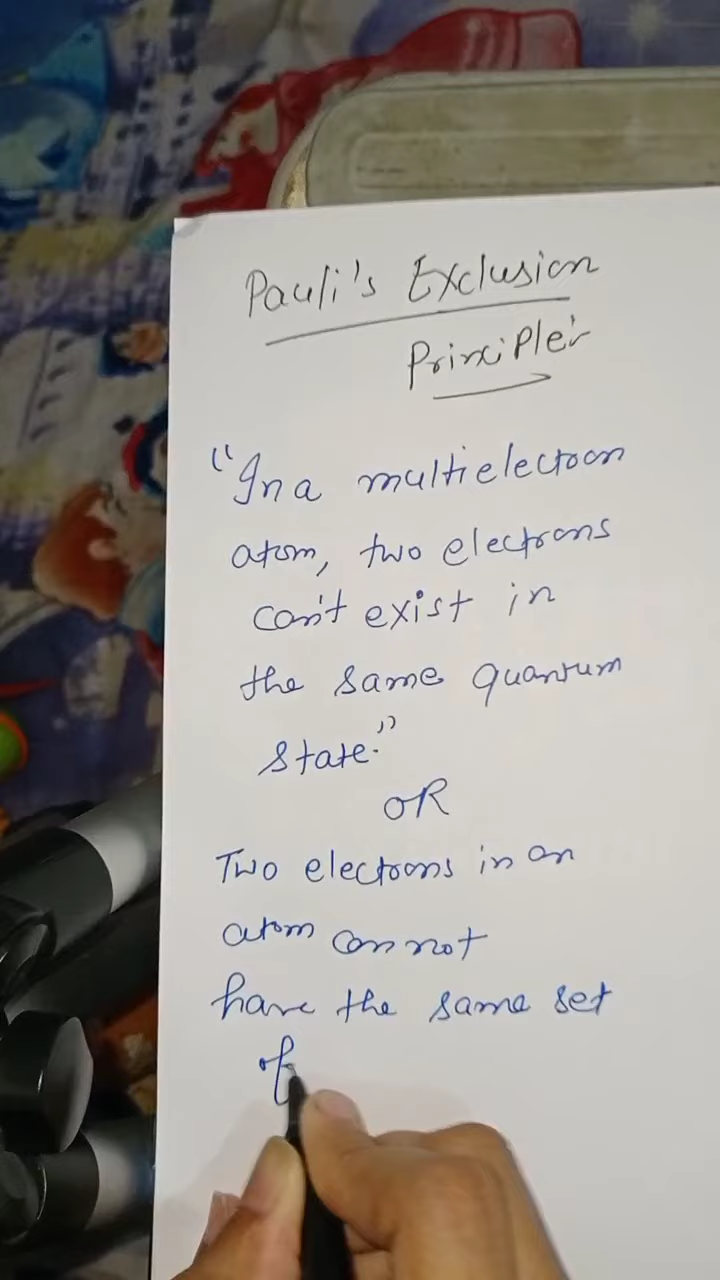 Pauli's Exclusion
Principle:
"In a multielectron
atom, two electrons
can't exist in
the same quantum
state."
OR
Two electrons in an
atom cannot
have the same set
of